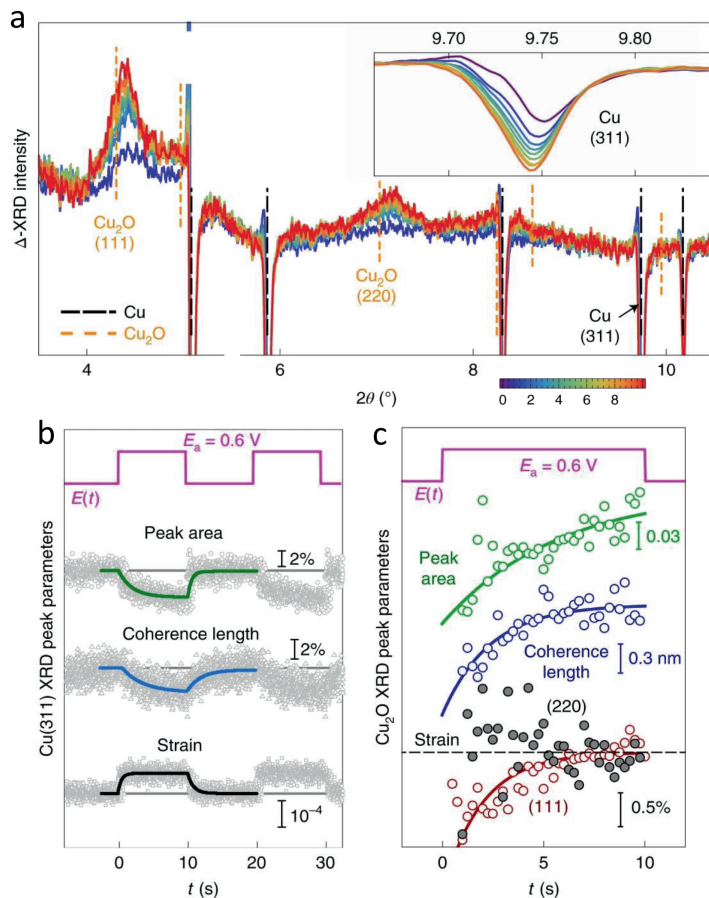 a
9.70 9.75 9.80
Cu
(311)
Δ-XRD intensity
Cu₂O
(111)
Cu₂O
(220)
Cu
Cu₂O
Cu
(311)
0 2 4 6 8
4 6 8 10
2θ (°)
b
Eₐ = 0.6 V
E(t)
Peak area
2%
Coherence length
2%
Strain
10⁻⁴
Cu(311) XRD peak parameters
0 10 20 30
t (s)
c
Eₐ = 0.6 V
E(t)
Peak
area
0.03
Coherence
length
0.3 nm
(220)
Strain
(111)
0.5%
Cu₂O XRD peak parameters
0 5 10
t (s)